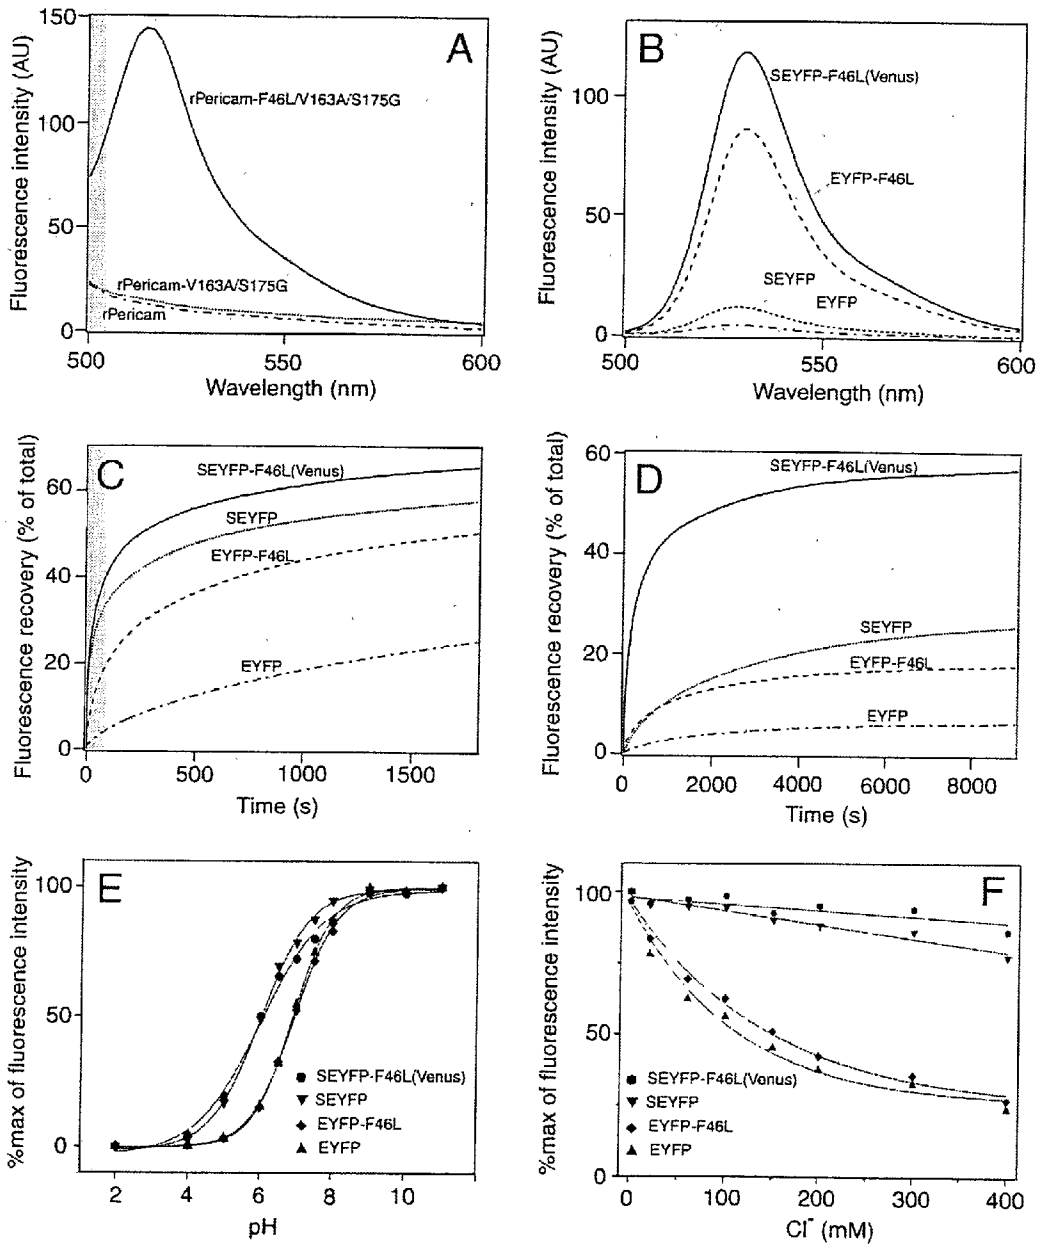 A
Fluorescence intensity (AU)
150
100
50
0
rPericam-F46L/V163A/S175G
rPericam-V163A/S175G
rPericam
500
550
600
Wavelength (nm)
B
Fluorescence intensity (AU)
100
50
0
SEYFP-F46L(Venus)
EYFP-F46L
SEYFP
EYFP
500
550
600
Wavelength (nm)
C
Fluorescence recovery (% of total)
60
40
20
0
SEYFP-F46L(Venus)
SEYFP
EYFP-F46L
EYFP
0
500
1000
1500
Time (s)
D
Fluorescence recovery (% of total)
60
40
20
0
SEYFP-F46L(Venus)
SEYFP
EYFP-F46L
EYFP
0
2000
4000
6000
8000
Time (s)
E
%max of fluorescence intensity
100
50
0
SEYFP-F46L(Venus)
SEYFP
EYFP-F46L
EYFP
2
4
6
8
10
pH
F
%max of fluorescence intensity
100
50
0
SEYFP-F46L(Venus)
SEYFP
EYFP-F46L
EYFP
0
100
200
300
400
Cl⁻ (mM)